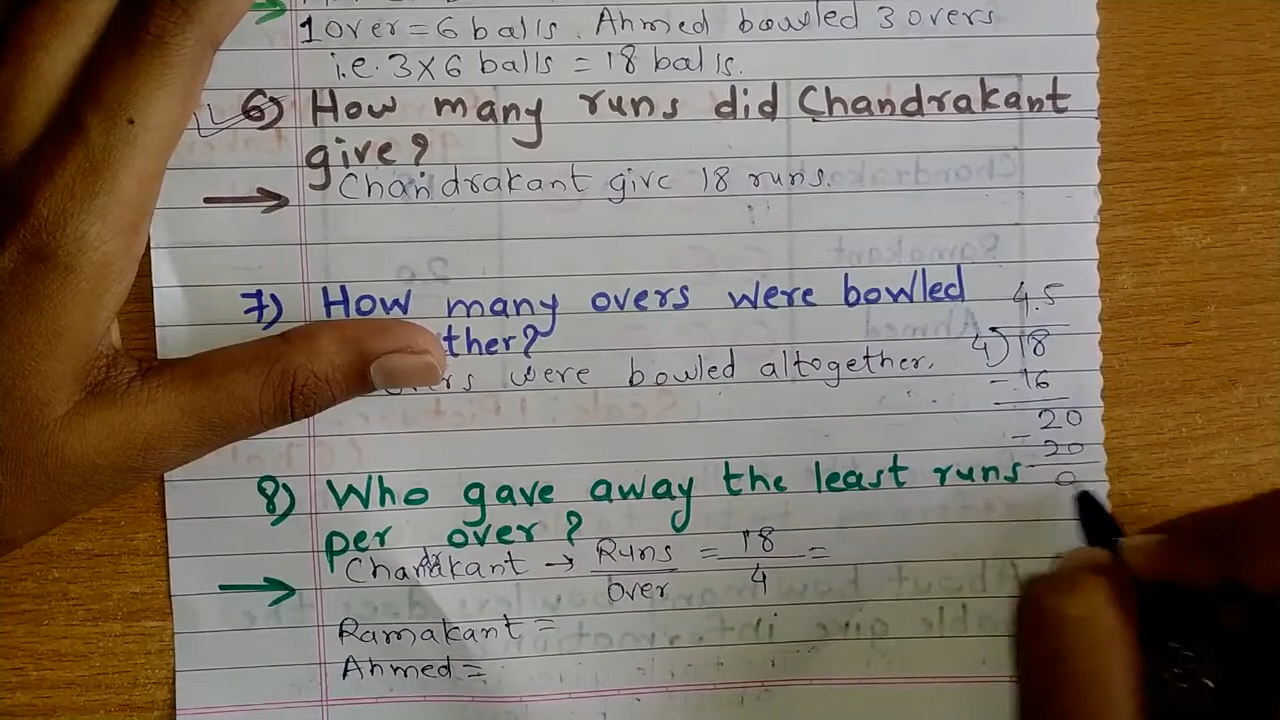 1 over = 6 balls. Ahmed bowled 3 overs
i.e. 3 x 6 balls = 18 balls.
6) How many runs did Chandrakant
give?
Chandrakant give 18 runs.
7) How many overs were bowled
ther?
were bowled altogether.
4.5
4)18
- 16
- 20
20
0
8) Who gave away the least runs
per over?
Chandrakant → Runs/over = 18/4 =
Ramakant =
Ahmed =